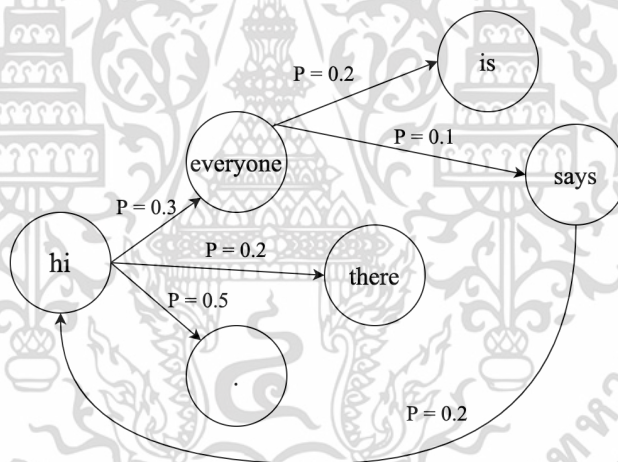 is
P = 0.2
P = 0.1
everyone
says
P = 0.3
P = 0.2
hi
there
P = 0.5
.
P = 0.2